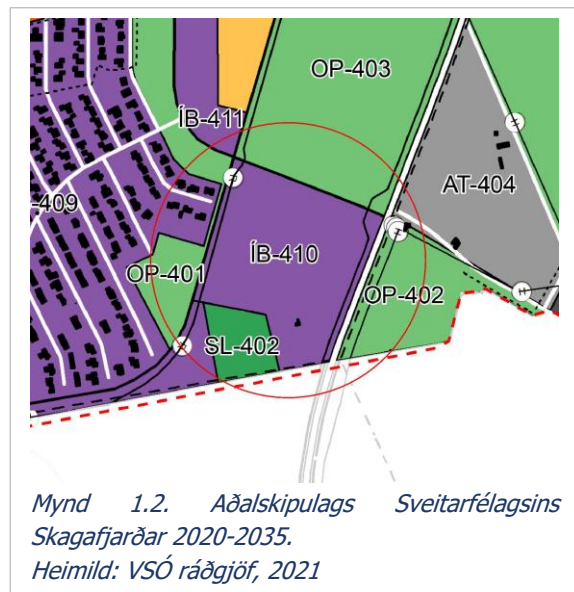 OP-403
ÍB-411
AT-404
-409
ÍB-410
OP-401
OP-402
SL-402
Mynd 1.2. Aðalskipulags Sveitarfélagsins
Skagafjarðar 2020-2035.
Heimild: VSÓ ráðgjöf, 2021